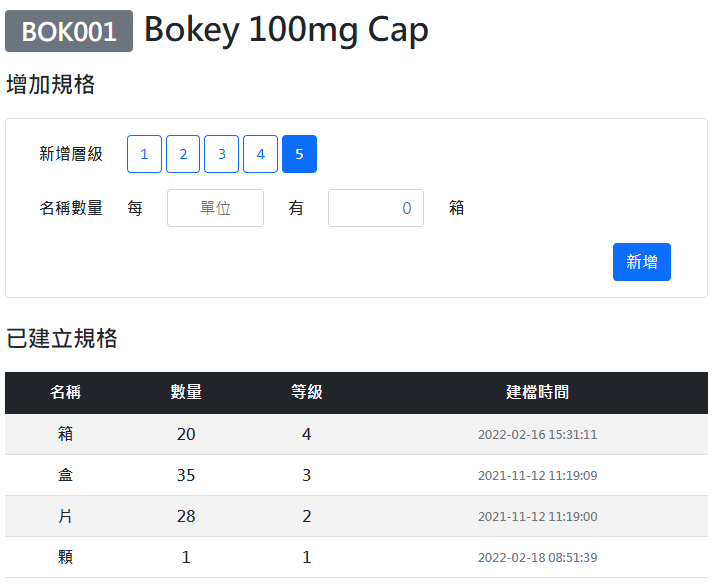 BOK001 Bokey 100mg Cap
增加規格
新增層級 1 2 3 4 5
名稱數量 每 單位 有 0 箱
新增
已建立規格
名稱 數量 等級 建檔時間
箱 20 4 2022-02-16 15:31:11
盒 35 3 2021-11-12 11:19:09
片 28 2 2021-11-12 11:19:00
顆 1 1 2022-02-18 08:51:39